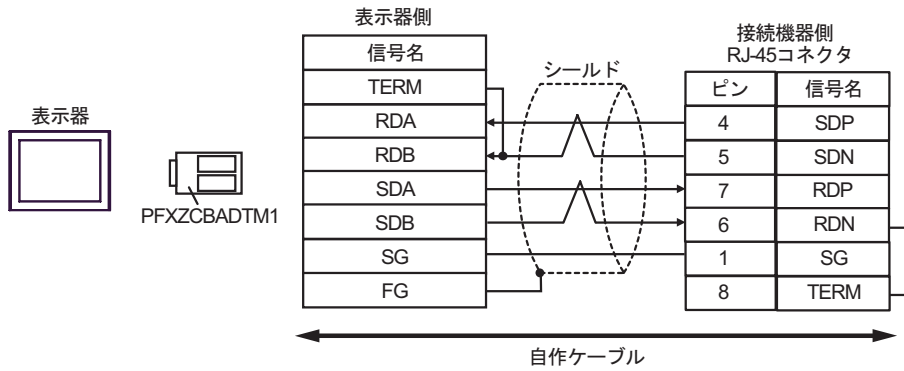 表示器側
信号名
TERM
RDA
RDB
SDA
SDB
SG
FG
シールド
接続機器側
RJ-45コネクタ
ピン 信号名
4 SDP
5 SDN
7 RDP
6 RDN
1 SG
8 TERM
表示器
PFXZCBADTM1
自作ケーブル